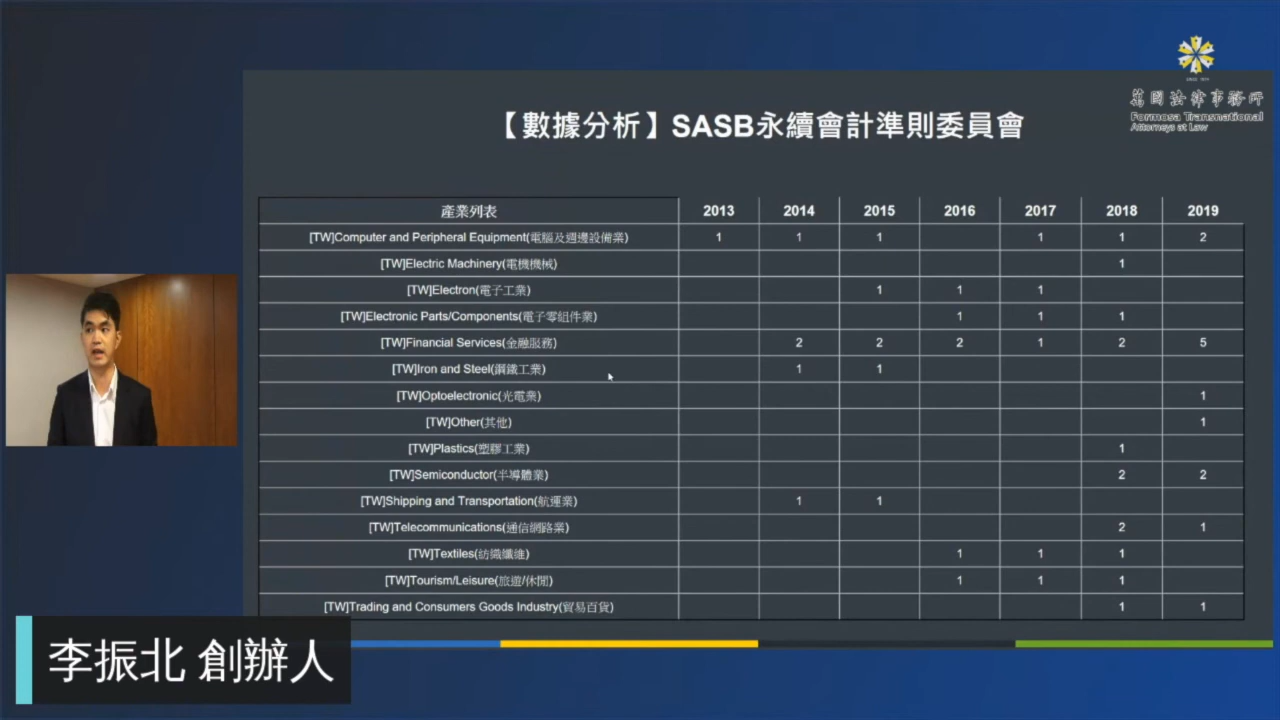 SINCE 1974
萬國法律事務所
Formosa Transnational
Attorneys at Law
【數據分析】SASB永續會計準則委員會
產業列表 2013 2014 2015 2016 2017 2018 2019
[TW]Computer and Peripheral Equipment(電腦及週邊設備業) 1 1 1 1 1 2
[TW]Electric Machinery(電機機械) 1
[TW]Electron(電子工業) 1 1 1
[TW]Electronic Parts/Components(電子零組件業) 1 1 1
[TW]Financial Services(金融服務) 2 2 2 1 2 5
[TW]Iron and Steel(鋼鐵工業) 1 1
[TW]Optoelectronic(光電業) 1
[TW]Other(其他) 1
[TW]Plastics(塑膠工業) 1
[TW]Semiconductor(半導體業) 2 2
[TW]Shipping and Transportation(航運業) 1 1
[TW]Telecommunications(通信網路業) 2 1
[TW]Textiles(紡織纖維) 1 1 1
[TW]Tourism/Leisure(旅遊/休閒) 1 1 1
[TW]Trading and Consumers Goods Industry(貿易百貨) 1 1
李振北 創辦人